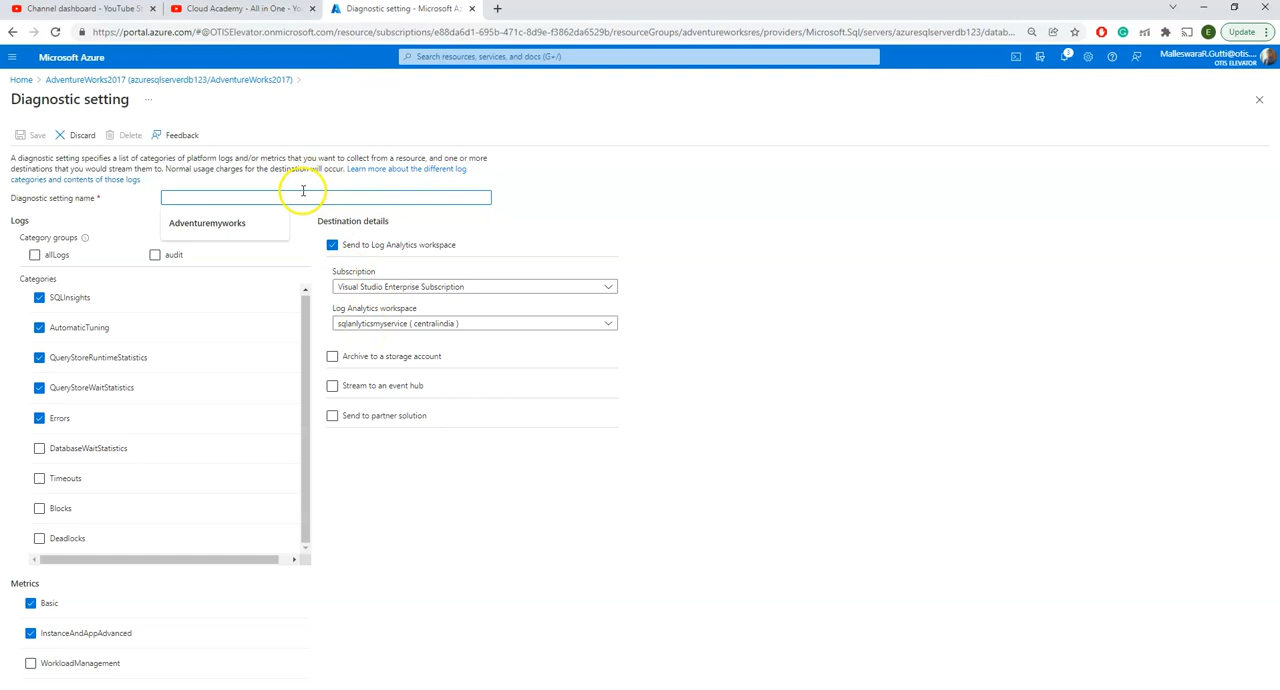 Channel dashboard - YouTube St
Cloud Academy - All in One - Yo
Diagnostic setting - Microsoft Az
https://portal.azure.com/#@OTISElevator.onmicrosoft.com/resource/subscriptions/e88da6d1-695b-471c-8d9e-f3862da6529b/resourceGroups/adventureworksres/providers/Microsoft.Sql/servers/azuresqlserverdb123/datab...
E
Update
Microsoft Azure
Search resources, services, and docs (G+/)
3
MalleswaraR.Gutti@otis....
OTIS ELEVATOR
Home > AdventureWorks2017 (azuresqlserverdb123/AdventureWorks2017) >
Diagnostic setting ...
Save Discard Delete Feedback
A diagnostic setting specifies a list of categories of platform logs and/or metrics that you want to collect from a resource, and one or more
destinations that you would stream them to. Normal usage charges for the destination will occur. Learn more about the different log
categories and contents of those logs
Diagnostic setting name *
Adventuremyworks
Logs
Category groups
allLogs
audit
Categories
SQLInsights
AutomaticTuning
QueryStoreRuntimeStatistics
QueryStoreWaitStatistics
Errors
DatabaseWaitStatistics
Timeouts
Blocks
Deadlocks
Metrics
Basic
InstanceAndAppAdvanced
WorkloadManagement
Destination details
Send to Log Analytics workspace
Subscription
Visual Studio Enterprise Subscription
Log Analytics workspace
sqlanlyticsmyservice ( centralindia )
Archive to a storage account
Stream to an event hub
Send to partner solution